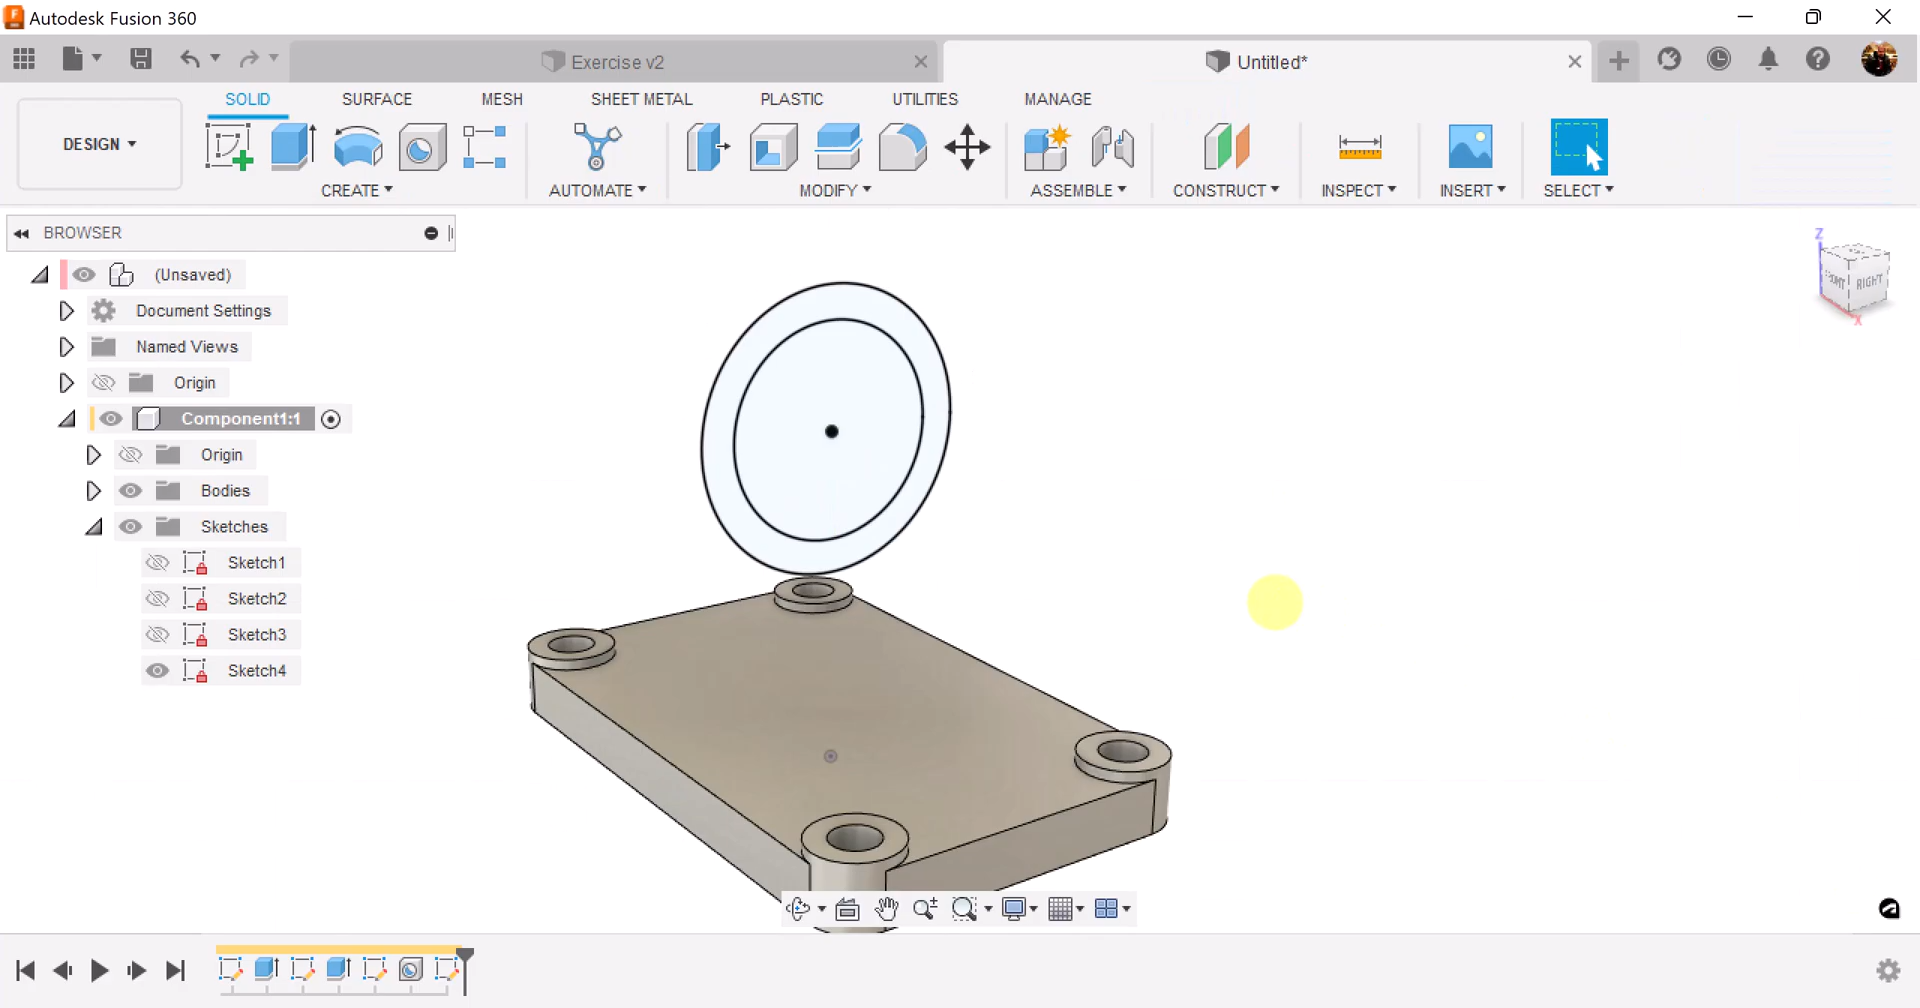 Autodesk Fusion 360
Exercise v2
Untitled*
SOLID SURFACE MESH SHEET METAL PLASTIC UTILITIES MANAGE
DESIGN
CREATE AUTOMATE MODIFY ASSEMBLE CONSTRUCT INSPECT INSERT SELECT
BROWSER
(Unsaved)
Document Settings
Named Views
Origin
Component1:1
Origin
Bodies
Sketches
Sketch1
Sketch2
Sketch3
Sketch4
Z
FRONT RIGHT
X